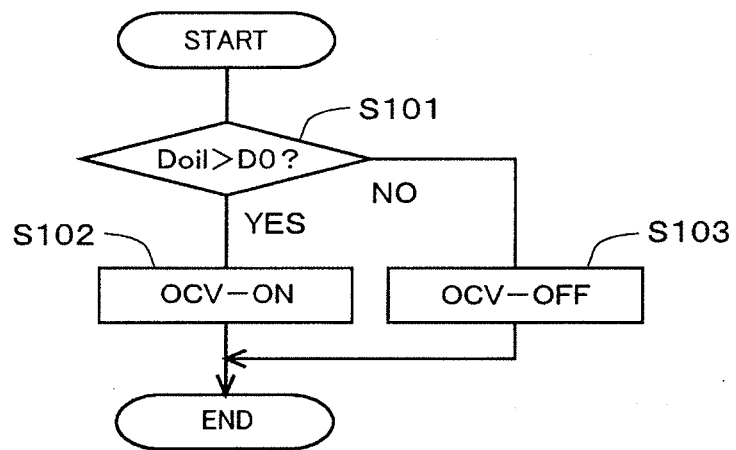 START
S101
Doil>D0?
NO
YES
S102
S103
OCV-ON
OCV-OFF
END